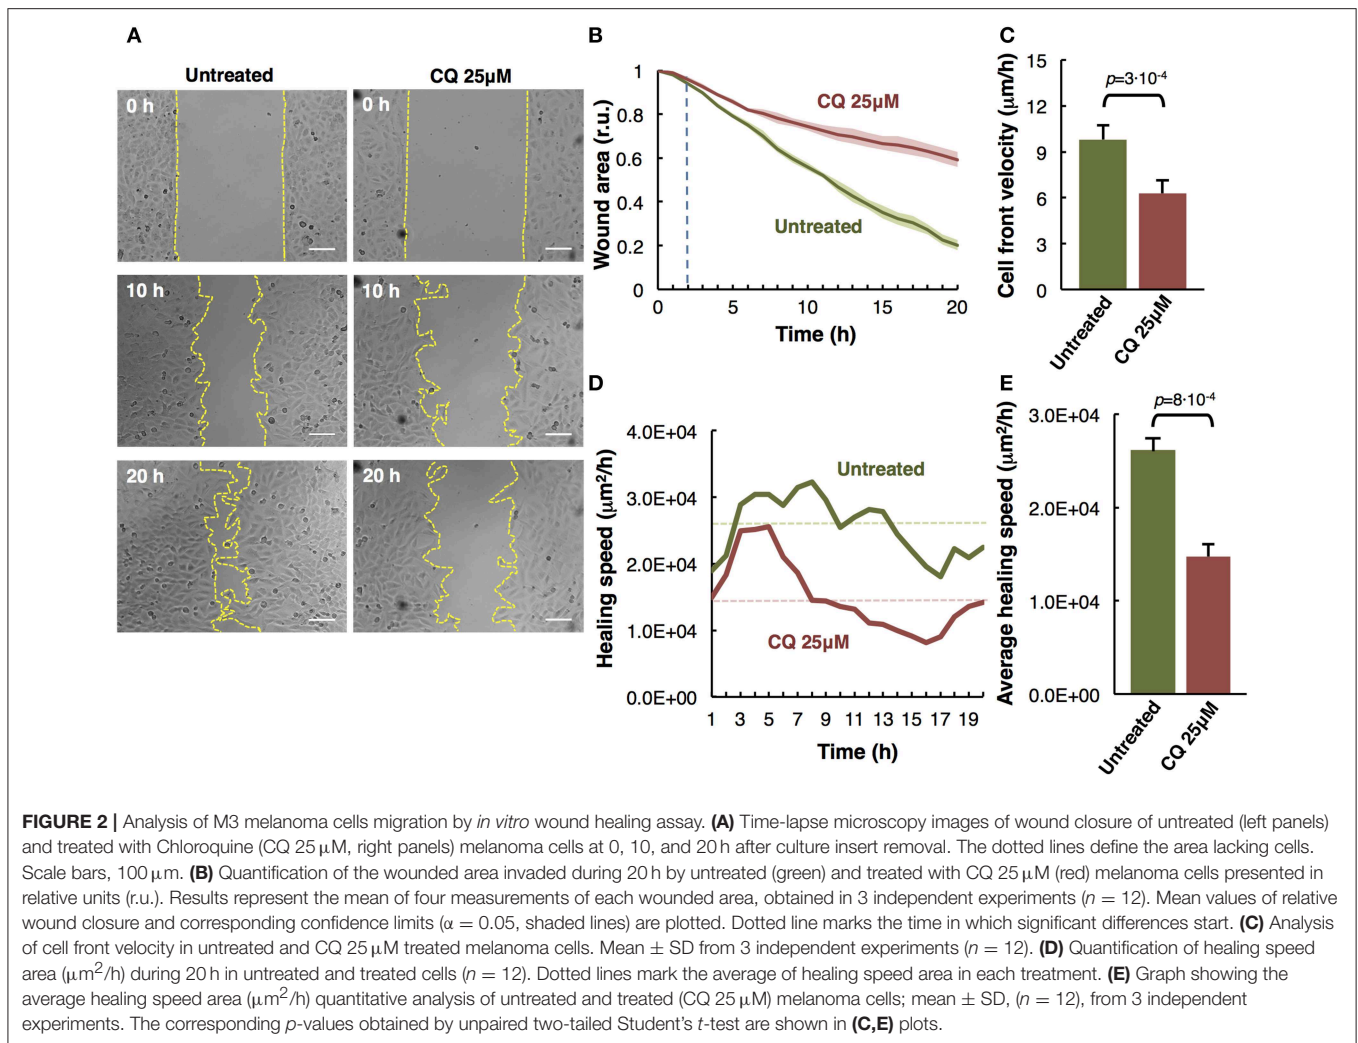 A
Untreated
CQ 25µM
0 h
0 h
10 h
10 h
20 h
20 h
B
Wound area (r.u.)
1
0.8
0.6
0.4
0.2
0
CQ 25µM
Untreated
0 5 10 15 20
Time (h)
C
Cell front velocity (µm/h)
15
12
9
6
3
0
p=3·10-4
Untreated
CQ 25µM
D
Healing speed (µm²/h)
4.0E+04
3.0E+04
2.0E+04
1.0E+04
0.0E+00
Untreated
CQ 25µM
1 3 5 7 9 11 13 15 17 19
Time (h)
E
Average healing speed (µm²/h)
3.0E+04
2.0E+04
1.0E+04
0.0E+00
p=8·10-4
Untreated
CQ 25µM
FIGURE 2 | Analysis of M3 melanoma cells migration by in vitro wound healing assay. (A) Time-lapse microscopy images of wound closure of untreated (left panels)
and treated with Chloroquine (CQ 25 µM, right panels) melanoma cells at 0, 10, and 20 h after culture insert removal. The dotted lines define the area lacking cells.
Scale bars, 100 µm. (B) Quantification of the wounded area invaded during 20 h by untreated (green) and treated with CQ 25 µM (red) melanoma cells presented in
relative units (r.u.). Results represent the mean of four measurements of each wounded area, obtained in 3 independent experiments (n = 12). Mean values of relative
wound closure and corresponding confidence limits (α = 0.05, shaded lines) are plotted. Dotted line marks the time in which significant differences start. (C) Analysis
of cell front velocity in untreated and CQ 25 µM treated melanoma cells. Mean ± SD from 3 independent experiments (n = 12). (D) Quantification of healing speed
area (µm²/h) during 20 h in untreated and treated cells (n = 12). Dotted lines mark the average of healing speed area in each treatment. (E) Graph showing the
average healing speed area (µm²/h) quantitative analysis of untreated and treated (CQ 25 µM) melanoma cells; mean ± SD, (n = 12), from 3 independent
experiments. The corresponding p-values obtained by unpaired two-tailed Student's t-test are shown in (C,E) plots.